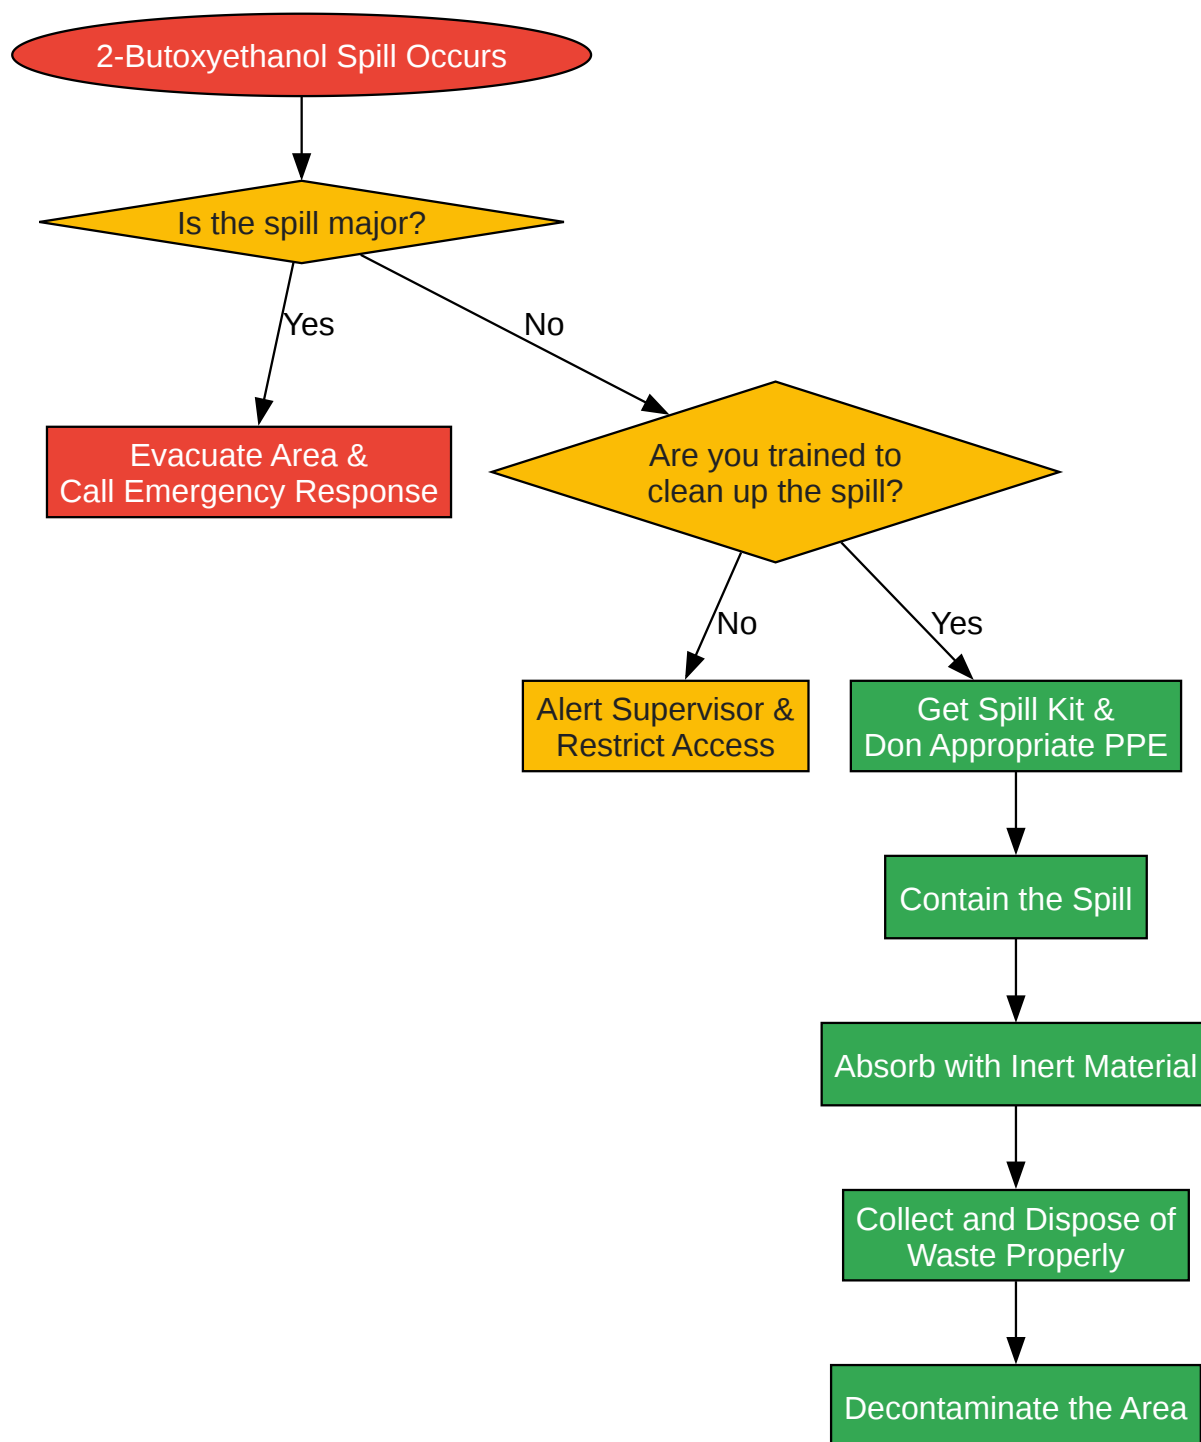 2-Butoxyethanol Spill Occurs
Is the spill major?
Yes
No
Evacuate Area &
Call Emergency Response
Are you trained to
clean up the spill?
No
Yes
Alert Supervisor &
Restrict Access
Get Spill Kit &
Don Appropriate PPE
Contain the Spill
Absorb with Inert Material
Collect and Dispose of
Waste Properly
Decontaminate the Area